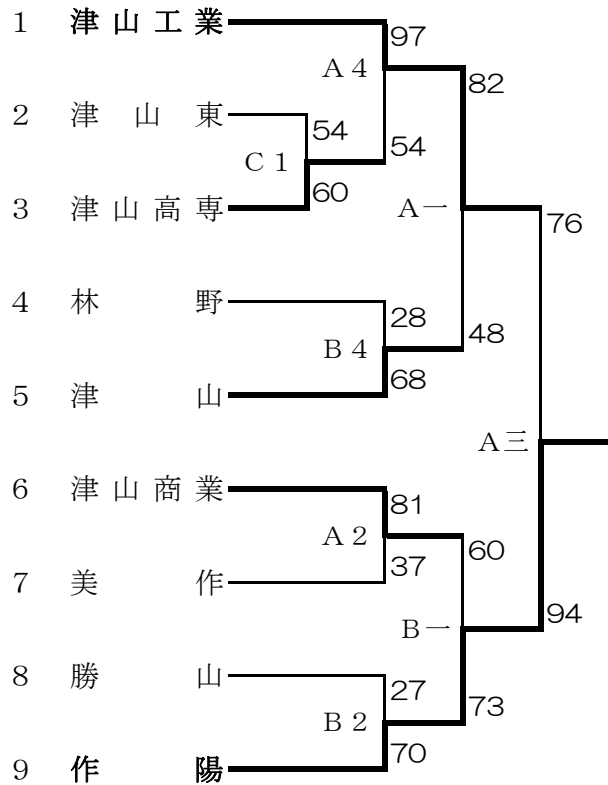 1 津山工業
97
A4
82
2 津山東
54
C1
54
60
3 津山高専
A一
76
4 林野
28
B4
48
68
5 津山
A三
6 津山商業
81
A2
60
37
7 美作
94
B一
8 勝山
27
B2
73
70
9 作陽